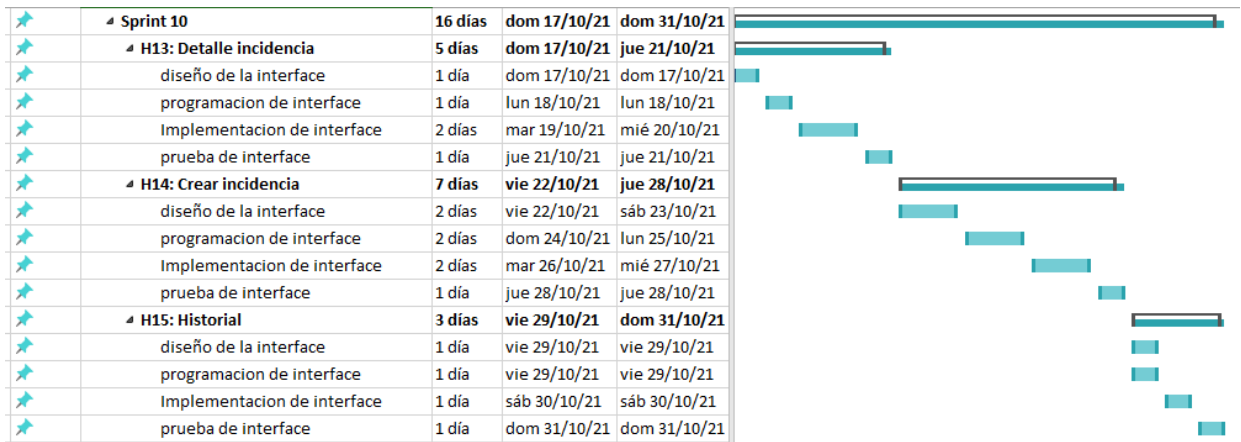 Sprint 10 16 días dom 17/10/21 dom 31/10/21
H13: Detalle incidencia 5 días dom 17/10/21 jue 21/10/21
diseño de la interface 1 día dom 17/10/21 dom 17/10/21
programacion de interface 1 día lun 18/10/21 lun 18/10/21
Implementacion de interface 2 días mar 19/10/21 mié 20/10/21
prueba de interface 1 día jue 21/10/21 jue 21/10/21
H14: Crear incidencia 7 días vie 22/10/21 jue 28/10/21
diseño de la interface 2 días vie 22/10/21 sáb 23/10/21
programacion de interface 2 días dom 24/10/21 lun 25/10/21
Implementacion de interface 2 días mar 26/10/21 mié 27/10/21
prueba de interface 1 día jue 28/10/21 jue 28/10/21
H15: Historial 3 días vie 29/10/21 dom 31/10/21
diseño de la interface 1 día vie 29/10/21 vie 29/10/21
programacion de interface 1 día vie 29/10/21 vie 29/10/21
Implementacion de interface 1 día sáb 30/10/21 sáb 30/10/21
prueba de interface 1 día dom 31/10/21 dom 31/10/21